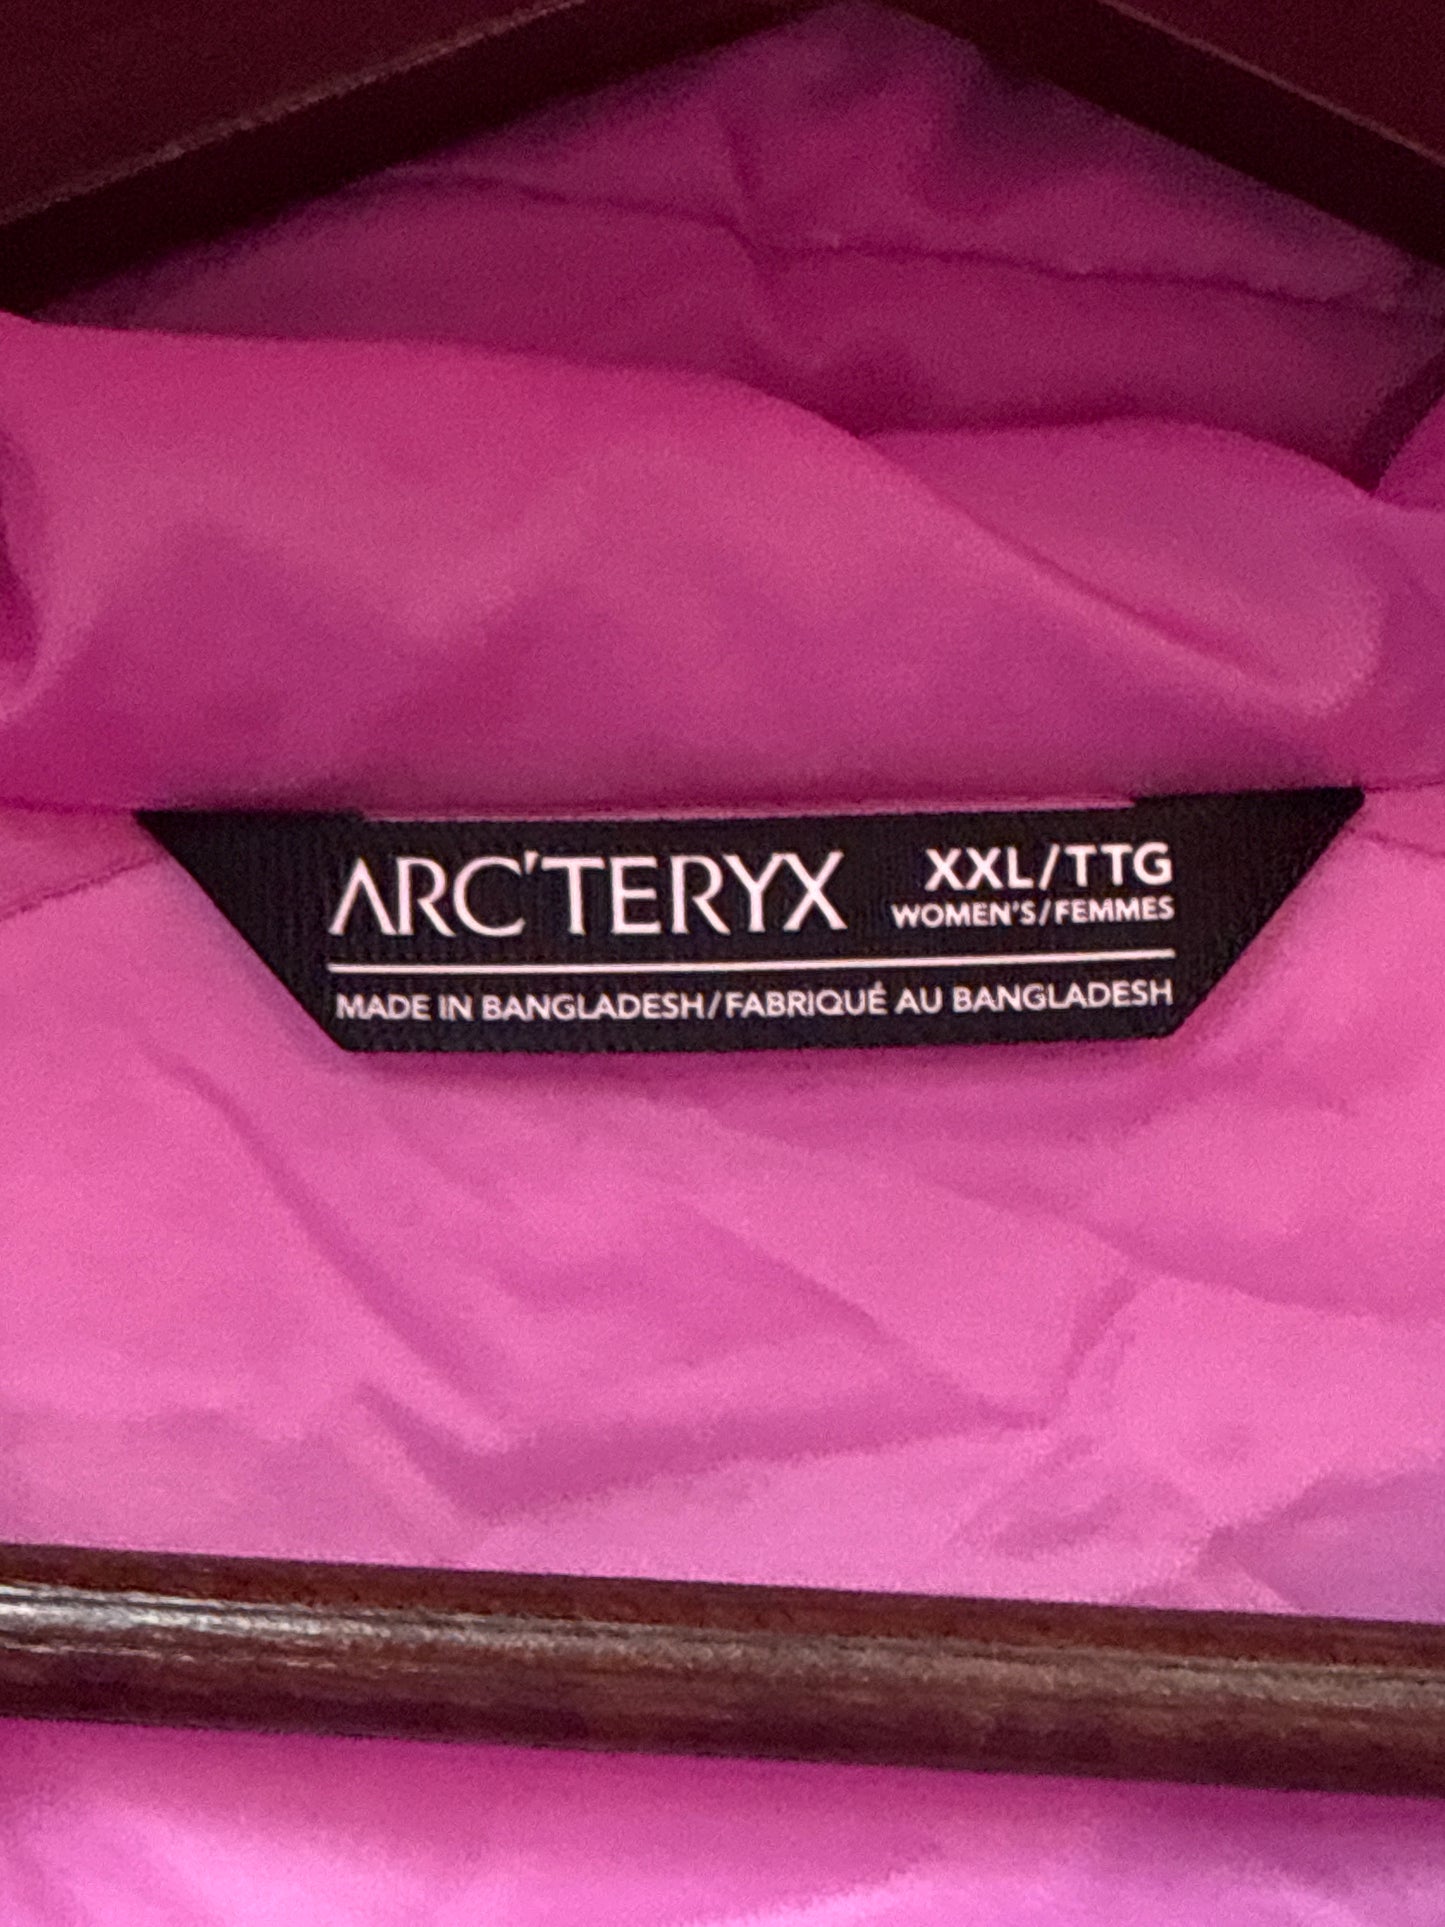 ARC'TERYX
XXL/TTG
WOMEN'S/FEMMES
MADE IN BANGLADESH/FABRIQUÉ AU BANGLADESH